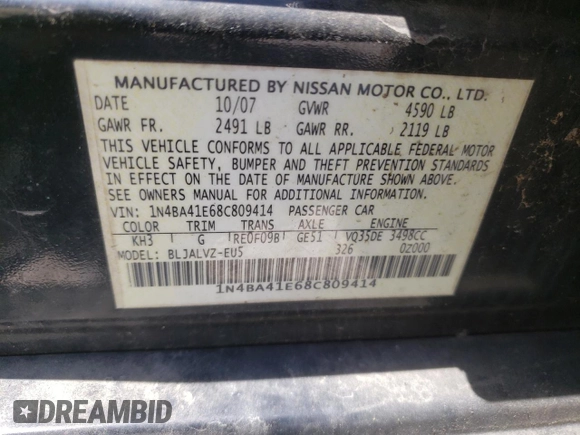 MANUFACTURED BY NISSAN MOTOR CO., LTD.
DATE 10/07 GVWR 4590 LB
GAWR FR. 2491 LB GAWR RR. 2119 LB
THIS VEHICLE CONFORMS TO ALL APPLICABLE FEDERAL MOTOR
VEHICLE SAFETY, BUMPER AND THEFT PREVENTION STANDARDS
IN EFFECT ON THE DATE OF MANUFACTURE SHOWN ABOVE.
SEE OWNERS MANUAL FOR ADDITIONAL INFORMATION.
VIN: 1N4BA41E68C809414 PASSENGER CAR
COLOR TRIM TRANS AXLE ENGINE
KH3 G RE0F09B GE51 VQ35DE 3498CC
MODEL: BLJALVZ-EU5 326 0Z000
1N4BA41E68C809414
DREAMBID